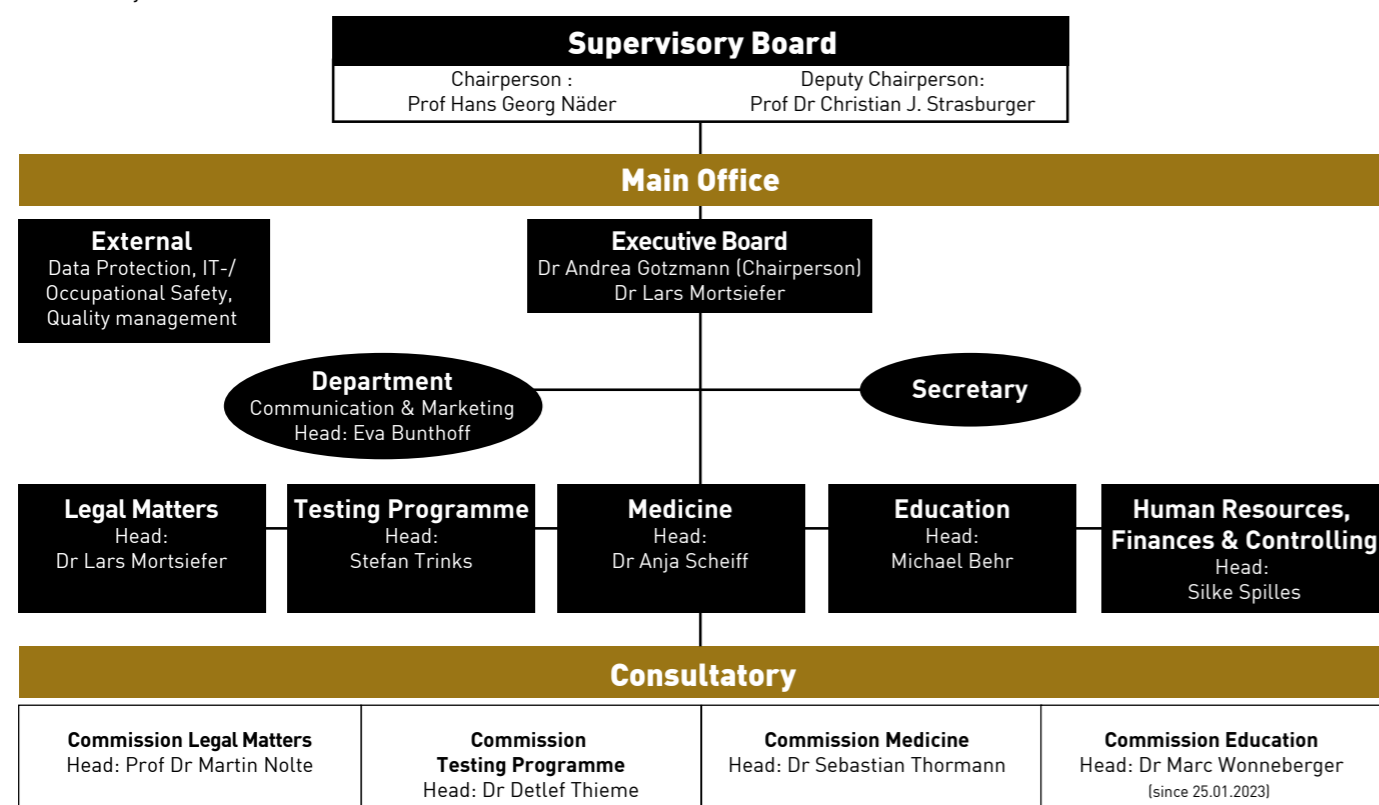 Supervisory Board
Chairperson :
Prof Hans Georg Näder
Deputy Chairperson:
Prof Dr Christian J. Strasburger
Main Office
External
Data Protection, IT-/
Occupational Safety,
Quality management
Executive Board
Dr Andrea Gotzmann (Chairperson)
Dr Lars Mortsiefer
Department
Communication & Marketing
Head: Eva Bunthoff
Secretary
Legal Matters
Head:
Dr Lars Mortsiefer
Testing Programme
Head:
Stefan Trinks
Medicine
Head:
Dr Anja Scheiff
Education
Head:
Michael Behr
Human Resources,
Finances & Controlling
Head:
Silke Spilles
Consultatory
Commission Legal Matters
Head: Prof Dr Martin Nolte
Commission
Testing Programme
Head: Dr Detlef Thieme
Commission Medicine
Head: Dr Sebastian Thormann
Commission Education
Head: Dr Marc Wonneberger
(since 25.01.2023)